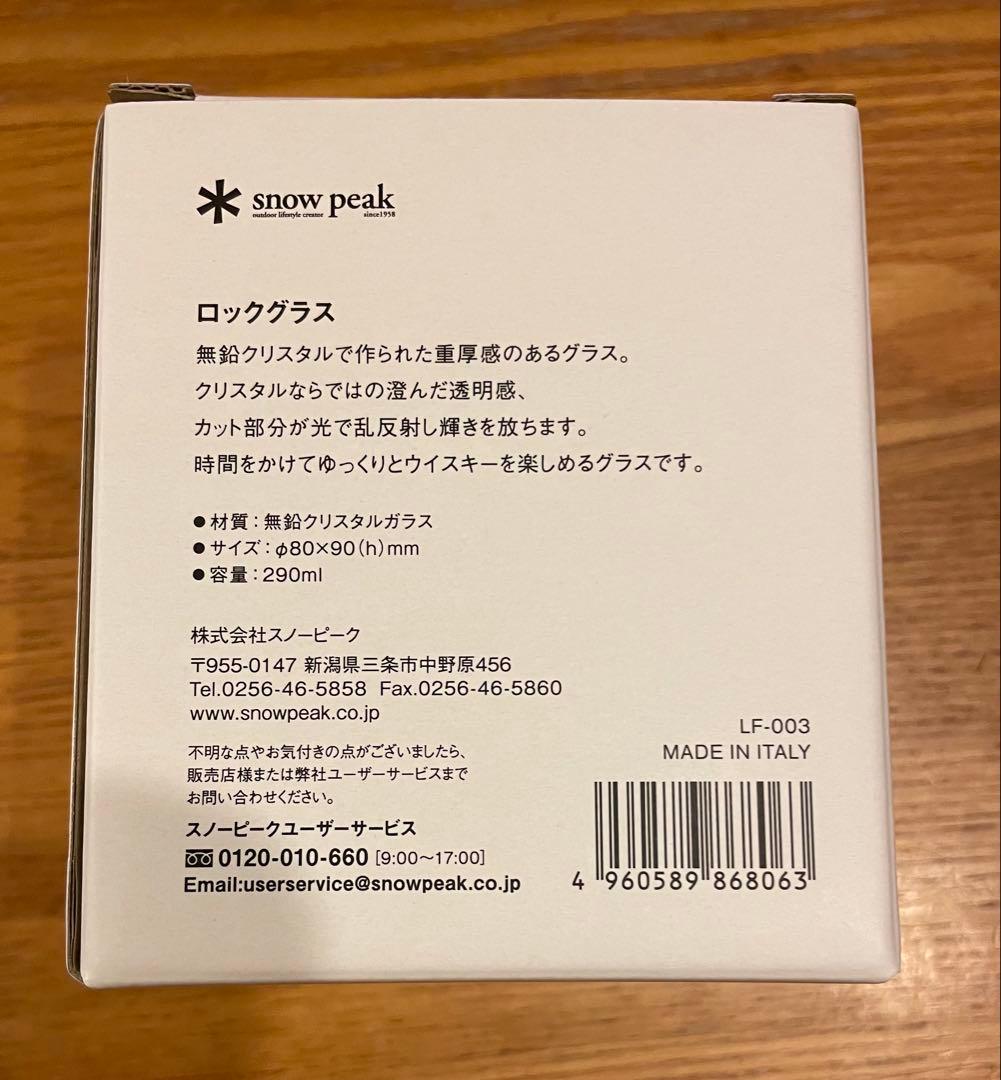 snow peak
outdoor lifestyle creator since1958
ロックグラス
無鉛クリスタルで作られた重厚感のあるグラス。
クリスタルならではの澄んだ透明感、
カット部分が光で乱反射し輝きを放ちます。
時間をかけてゆっくりとウイスキーを楽しめるグラスです。
●材質：無鉛クリスタルガラス
●サイズ：φ80×90（h）mm
●容量：290ml
株式会社スノーピーク
〒955-0147 新潟県三条市中野原456
Tel.0256-46-5858 Fax.0256-46-5860
www.snowpeak.co.jp
不明な点やお気付きの点がございましたら、
販売店様または弊社ユーザーサービスまで
お問い合わせください。
スノーピークユーザーサービス
0120-010-660 [9:00〜17:00]
Email:userservice@snowpeak.co.jp
LF-003
MADE IN ITALY
4 960589 868063